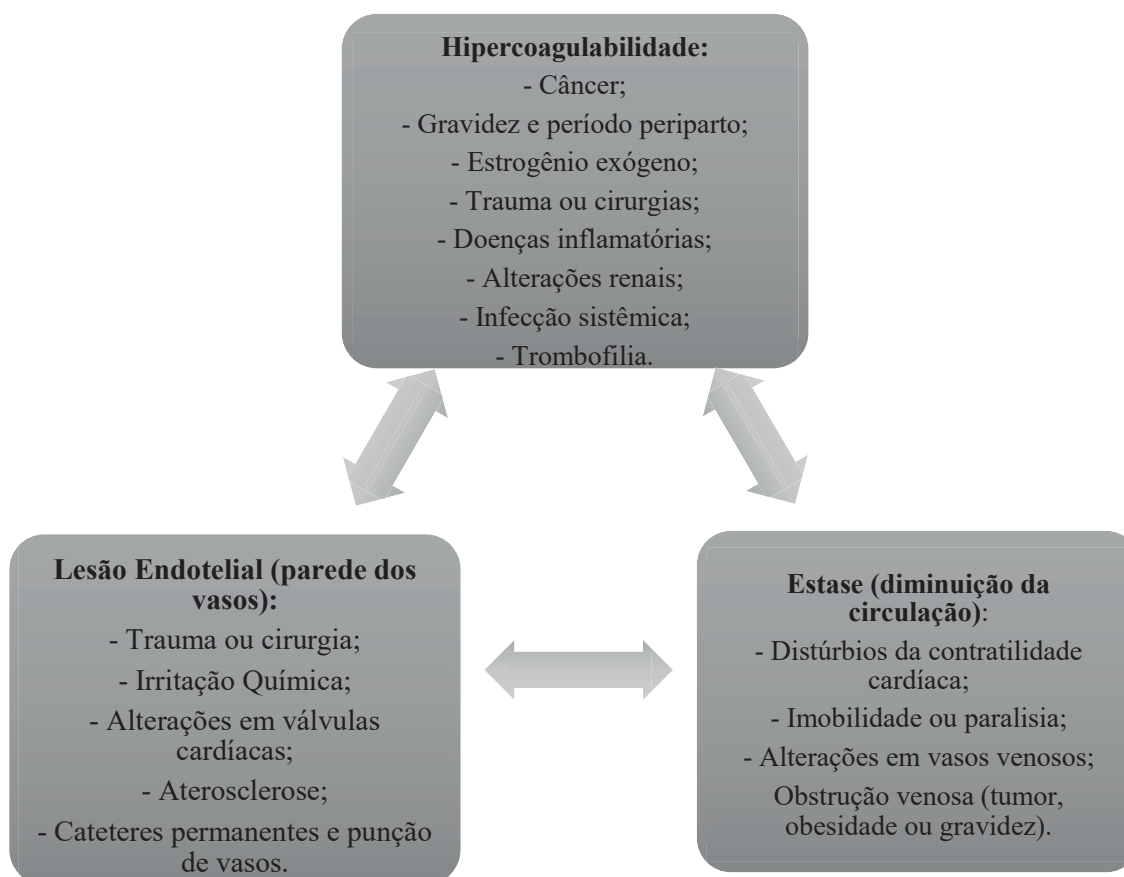 Hipercoagulabilidade:
- Câncer;
- Gravidez e período periparto;
- Estrogênio exógeno;
- Trauma ou cirurgias;
- Doenças inflamatórias;
- Alterações renais;
- Infecção sistêmica;
- Trombofilia.
Lesão Endotelial (parede dos
vasos):
- Trauma ou cirurgia;
- Irritação Química;
- Alterações em válvulas
cardíacas;
- Aterosclerose;
- Cateteres permanentes e punção
de vasos.
Estase (diminuição da
circulação):
- Distúrbios da contratilidade
cardíaca;
- Imobilidade ou paralisia;
- Alterações em vasos venosos;
Obstrução venosa (tumor,
obesidade ou gravidez).